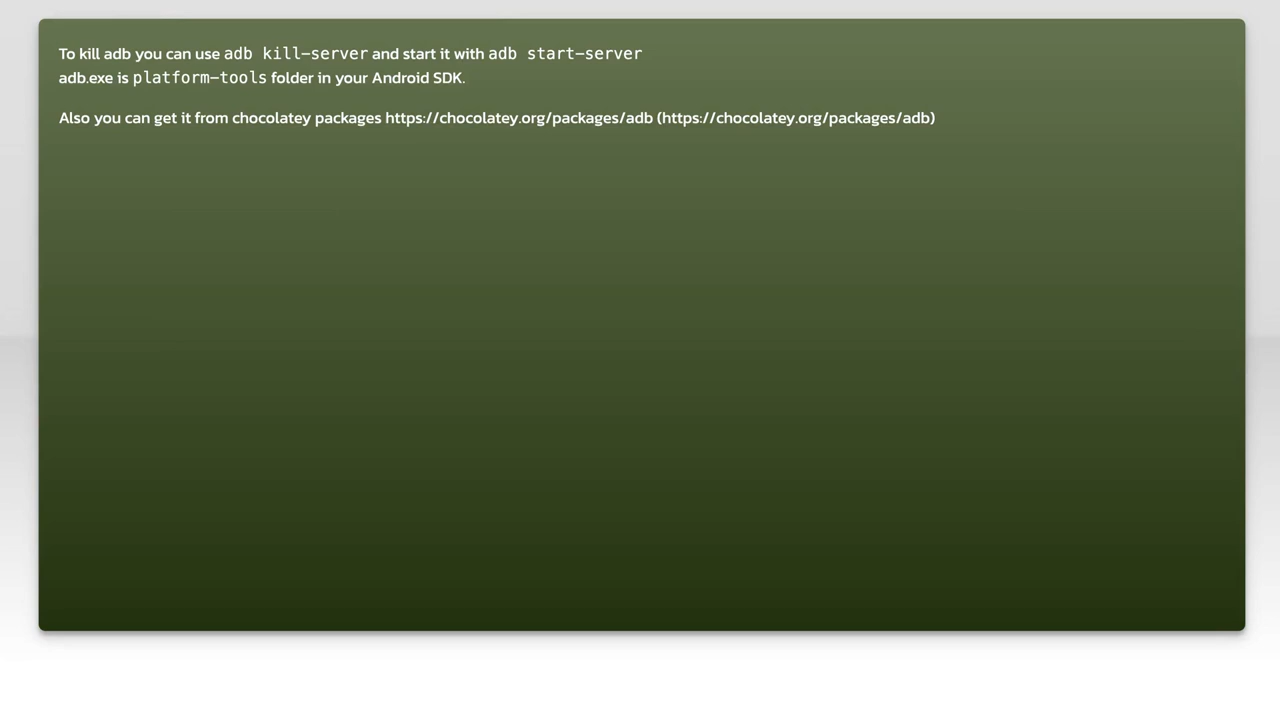 To kill adb you can use adb kill-server and start it with adb start-server
adb.exe is platform-tools folder in your Android SDK.
Also you can get it from chocolatey packages https://chocolatey.org/packages/adb (https://chocolatey.org/packages/adb)